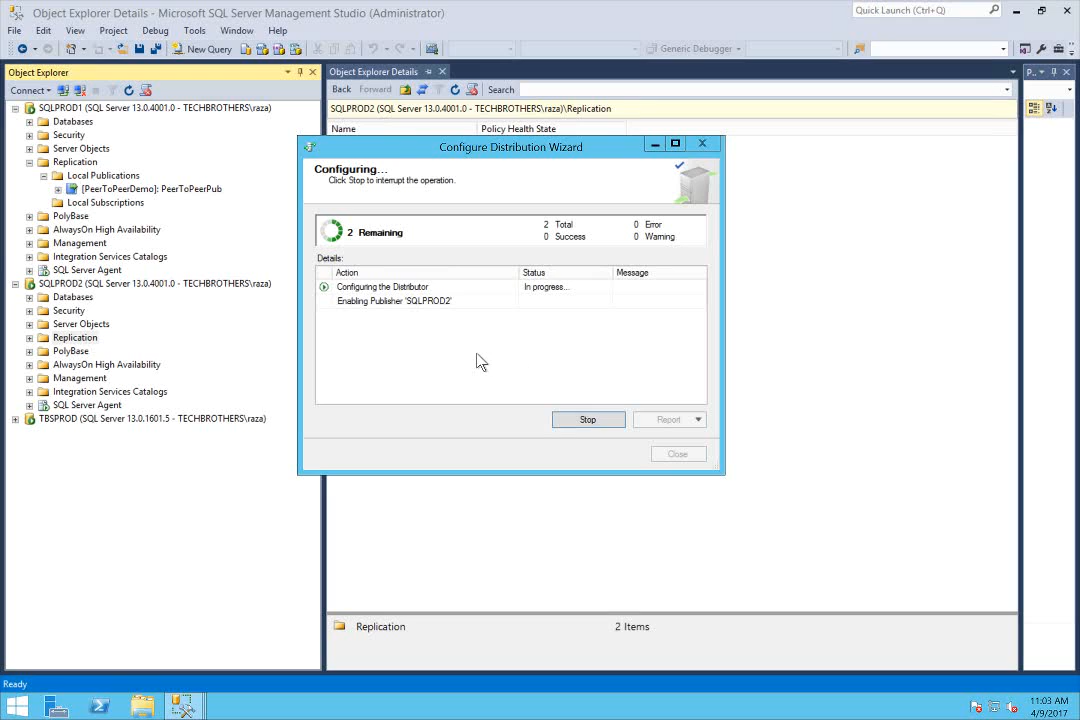 Object Explorer Details - Microsoft SQL Server Management Studio (Administrator)
Quick Launch (Ctrl+Q)
File Edit View Project Debug Tools Window Help
New Query
Generic Debugger
Object Explorer
Object Explorer Details
P...
Connect
Back Forward
Search
SQLPROD1 (SQL Server 13.0.4001.0 - TECHBROTHERS\raza)
Databases
Security
Server Objects
Replication
Local Publications
[PeerToPeerDemo]: PeerToPeerPub
Local Subscriptions
PolyBase
AlwaysOn High Availability
Management
Integration Services Catalogs
SQL Server Agent
SQLPROD2 (SQL Server 13.0.4001.0 - TECHBROTHERS\raza)
Databases
Security
Server Objects
Replication
PolyBase
AlwaysOn High Availability
Management
Integration Services Catalogs
SQL Server Agent
TBSPROD (SQL Server 13.0.1601.5 - TECHBROTHERS\raza)
SQLPROD2 (SQL Server 13.0.4001.0 - TECHBROTHERS\raza)\Replication
Name Policy Health State
Configure Distribution Wizard
Configuring...
Click Stop to interrupt the operation.
2 Remaining
2 Total 0 Error
0 Success 0 Warning
Details:
Action Status Message
Configuring the Distributor In progress...
Enabling Publisher 'SQLPROD2'
Stop Report
Close
Replication 2 Items
Ready
11:03 AM
4/9/2017